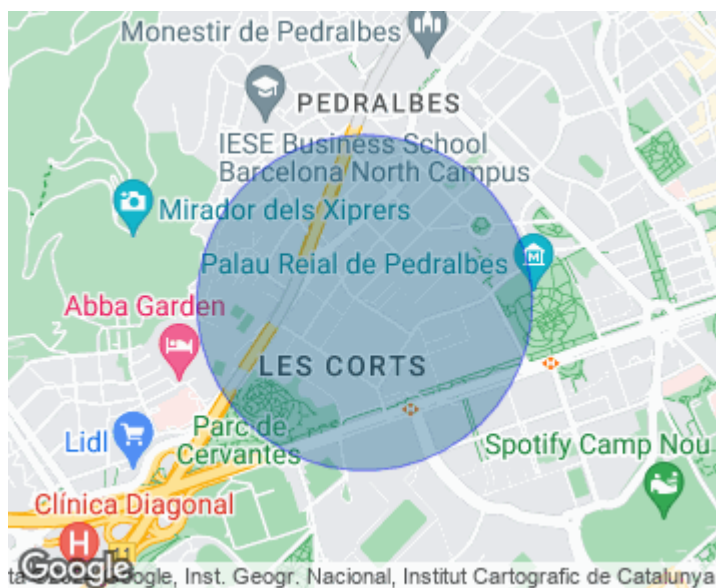 Monestir de Pedralbes
PEDRALBES
IESE Business School
Barcelona North Campus
Mirador dels Xiprers
Palau Reial de Pedralbes
M
Abba Garden
LES CORTS
Lidl
Parc de
Cervantes
Spotify Camp Nou
Clínica Diagonal
H
Google
Google, Inst. Geogr. Nacional, Institut Cartografic de Catalunya